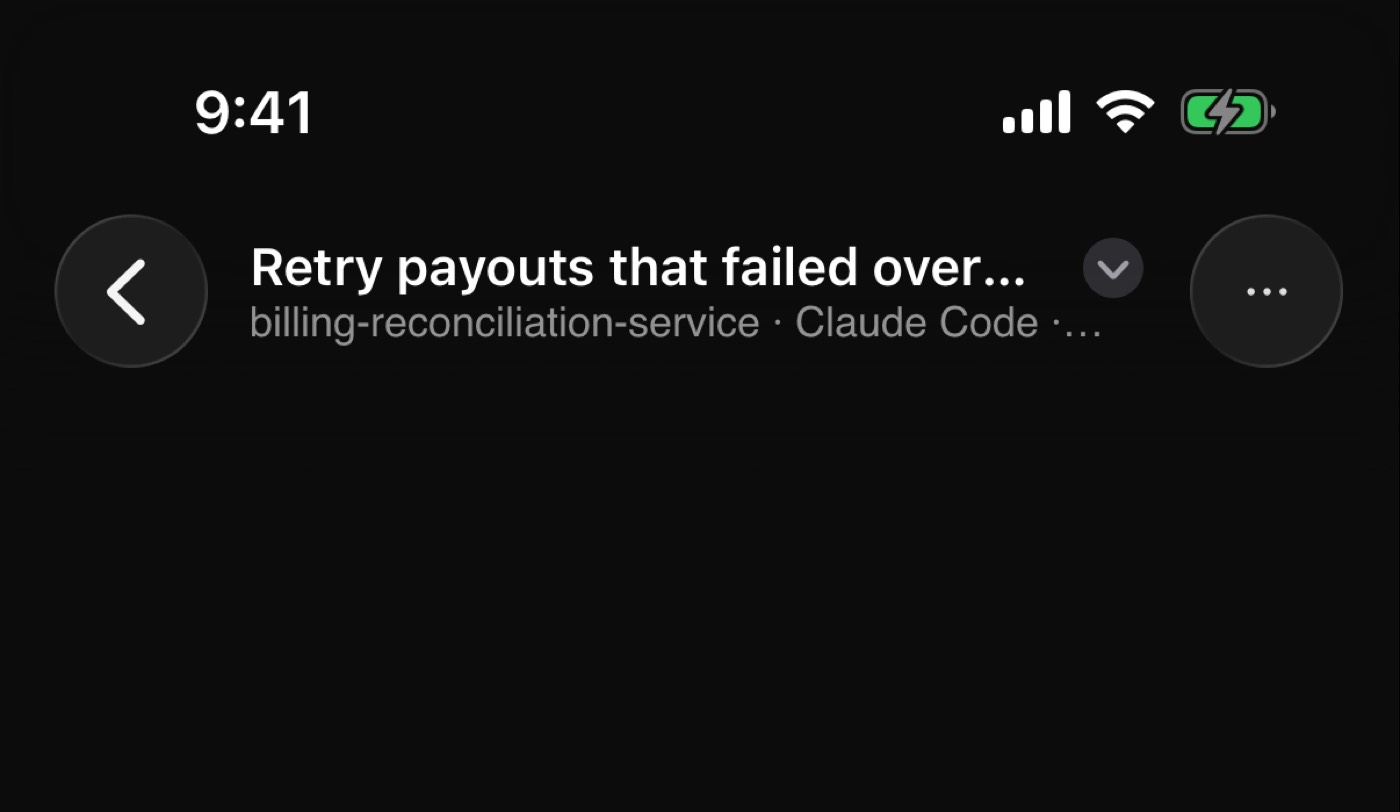 9:41
Retry payouts that failed over…
billing-reconciliation-service · Claude Code ·…